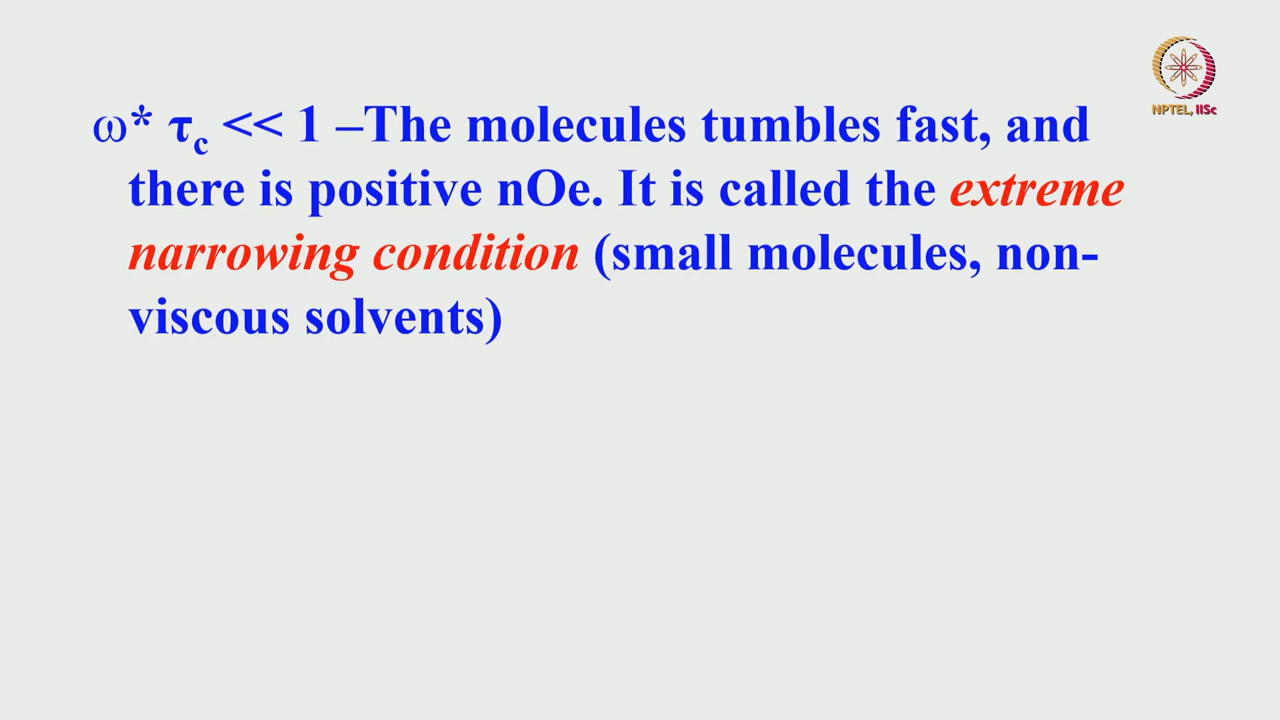 ω* τc << 1 –The molecules tumbles fast, and
there is positive nOe. It is called the extreme
narrowing condition (small molecules, non-
viscous solvents)
NPTEL, IISc